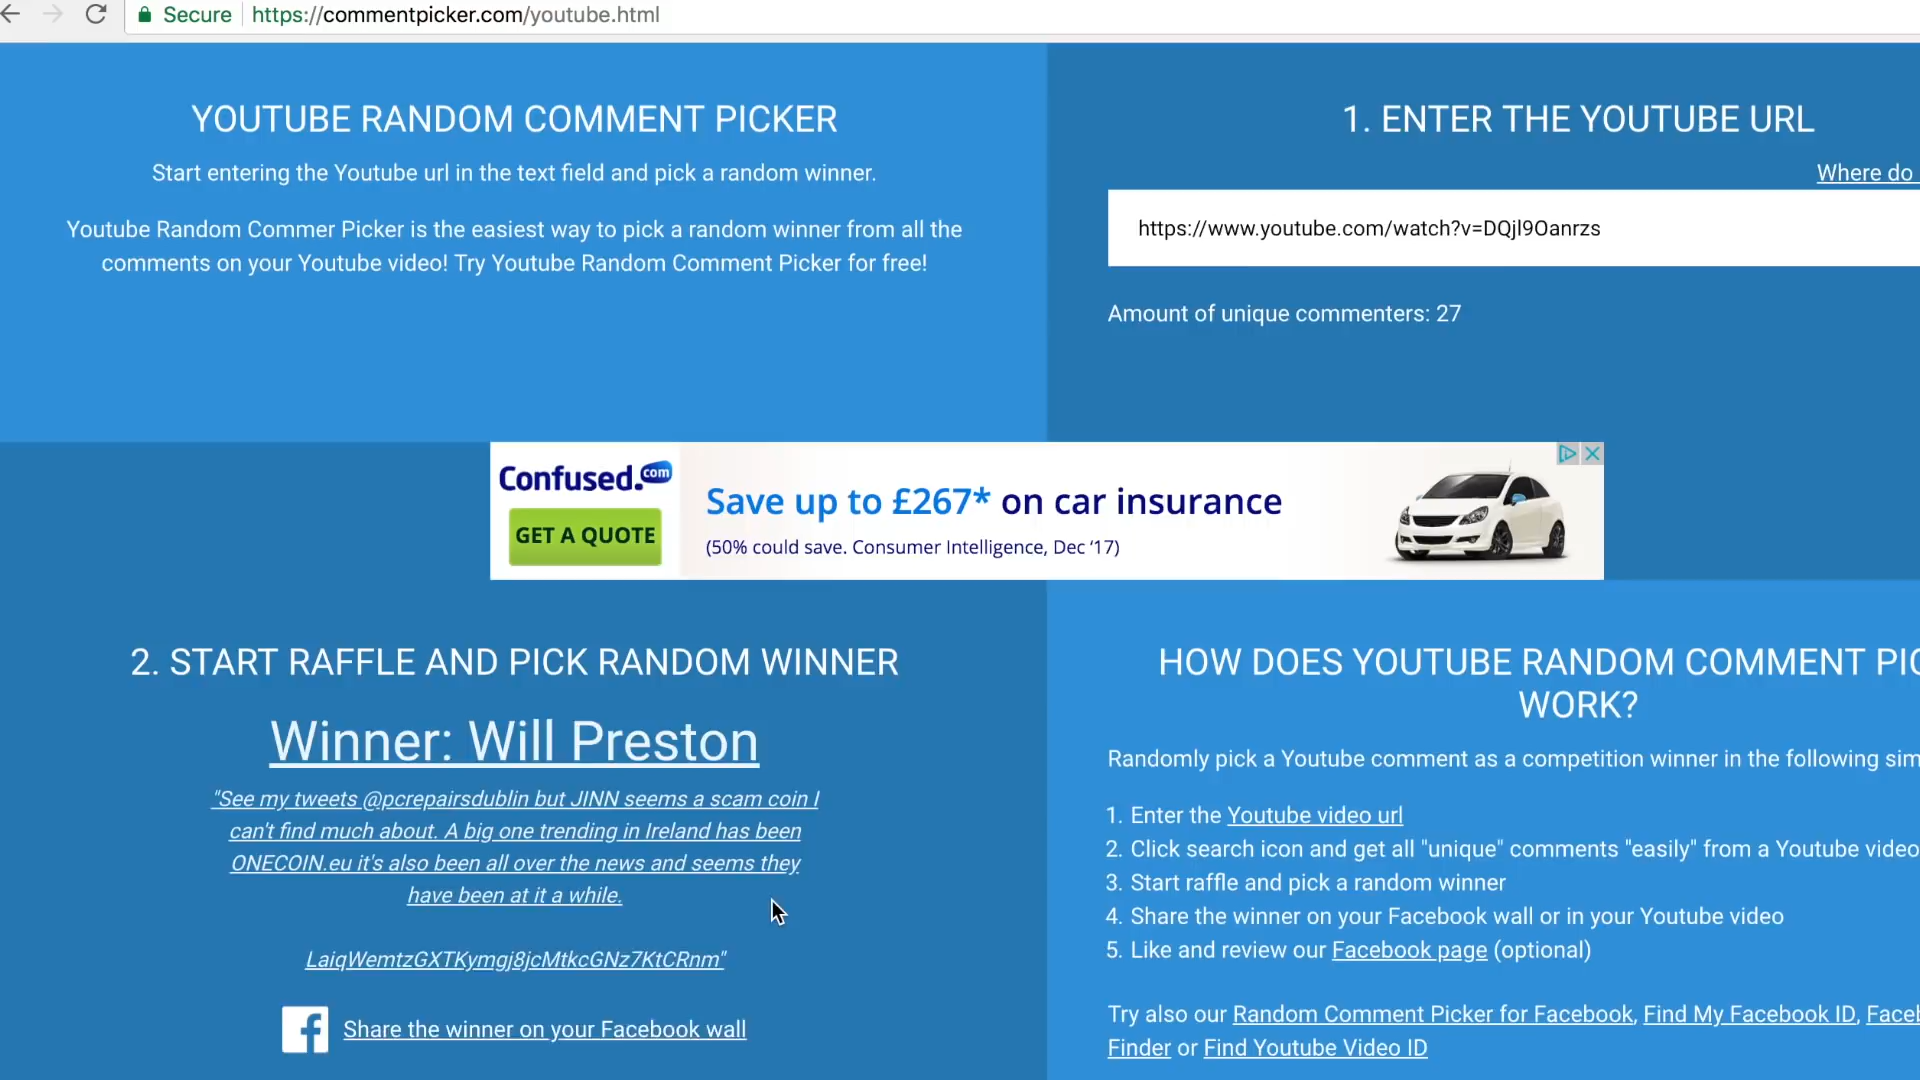 Secure https://commentpicker.com/youtube.html
YOUTUBE RANDOM COMMENT PICKER
Start entering the Youtube url in the text field and pick a random winner.
Youtube Random Commer Picker is the easiest way to pick a random winner from all the
comments on your Youtube video! Try Youtube Random Comment Picker for free!
1. ENTER THE YOUTUBE URL
Where do
https://www.youtube.com/watch?v=DQjl9Oanrzs
Amount of unique commenters: 27
Confused.com
GET A QUOTE
Save up to £267* on car insurance
(50% could save. Consumer Intelligence, Dec '17)
2. START RAFFLE AND PICK RANDOM WINNER
Winner: Will Preston
"See my tweets @pcrepairsdublin but JINN seems a scam coin I
can't find much about. A big one trending in Ireland has been
ONECOIN.eu it's also been all over the news and seems they
have been at it a while.
LaiqWemtzGXTKymgj8jcMtkcGNz7KtCRnm"
Share the winner on your Facebook wall
HOW DOES YOUTUBE RANDOM COMMENT PIC
WORK?
Randomly pick a Youtube comment as a competition winner in the following sim
1. Enter the Youtube video url
2. Click search icon and get all "unique" comments "easily" from a Youtube video
3. Start raffle and pick a random winner
4. Share the winner on your Facebook wall or in your Youtube video
5. Like and review our Facebook page (optional)
Try also our Random Comment Picker for Facebook, Find My Facebook ID, Faceb
Finder or Find Youtube Video ID